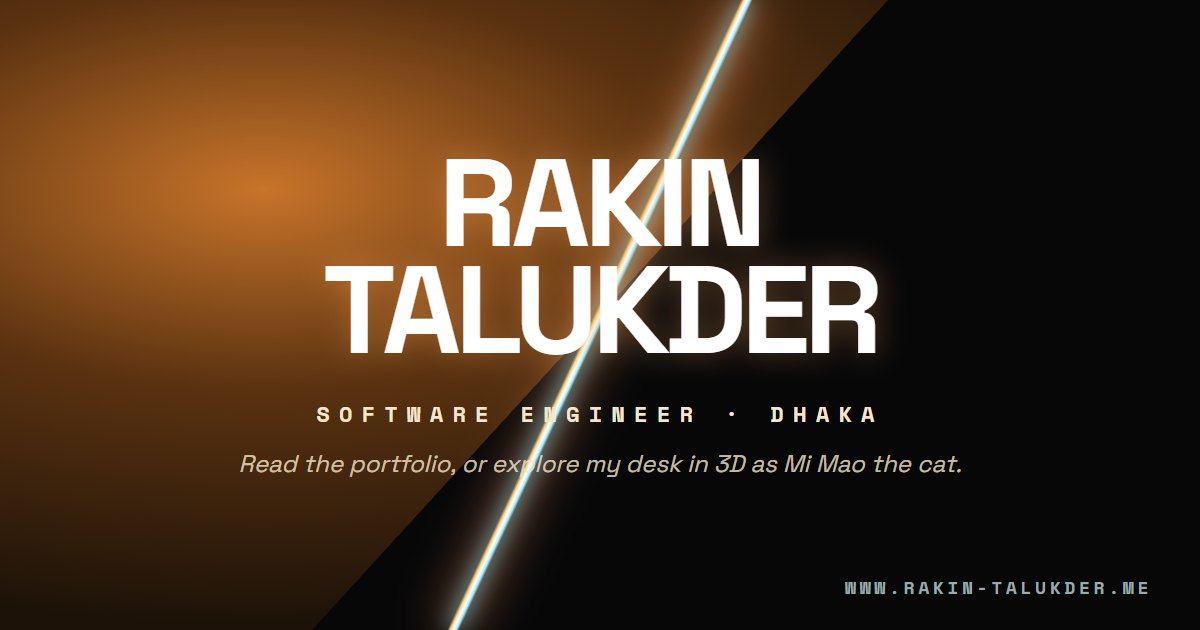 RAKIN
TALUKDER
SOFTWARE ENGINEER · DHAKA
Read the portfolio, or explore my desk in 3D as Mi Mao the cat.
WWW.RAKIN-TALUKDER.ME